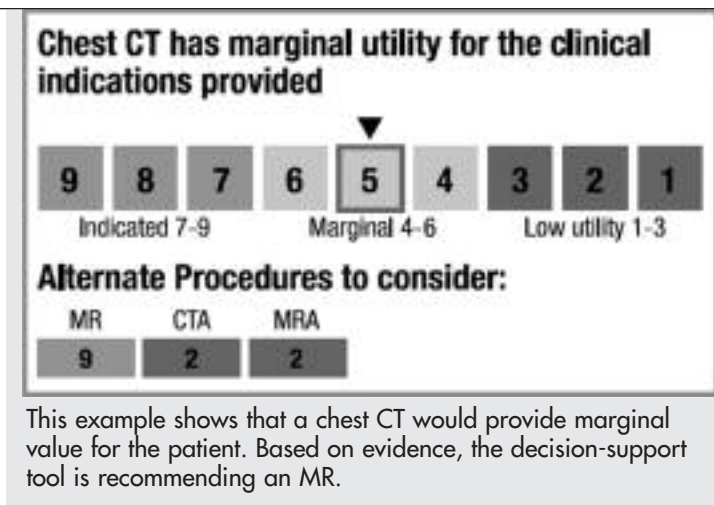 Chest CT has marginal utility for the clinical
indications provided
9 8 7 6 5 4 3 2 1
Indicated 7-9 Marginal 4-6 Low utility 1-3
Alternate Procedures to consider:
MR CTA MRA
9 2 2
This example shows that a chest CT would provide marginal
value for the patient. Based on evidence, the decision-support
tool is recommending an MR.